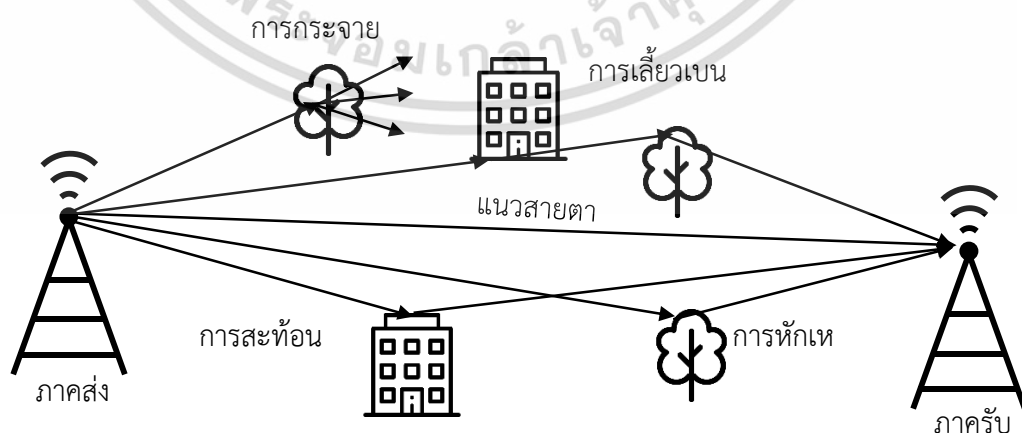 การกระจาย
การเลี้ยวเบน
แนวสายตา
การสะท้อน
การหักเห
ภาคส่ง
ภาครับ